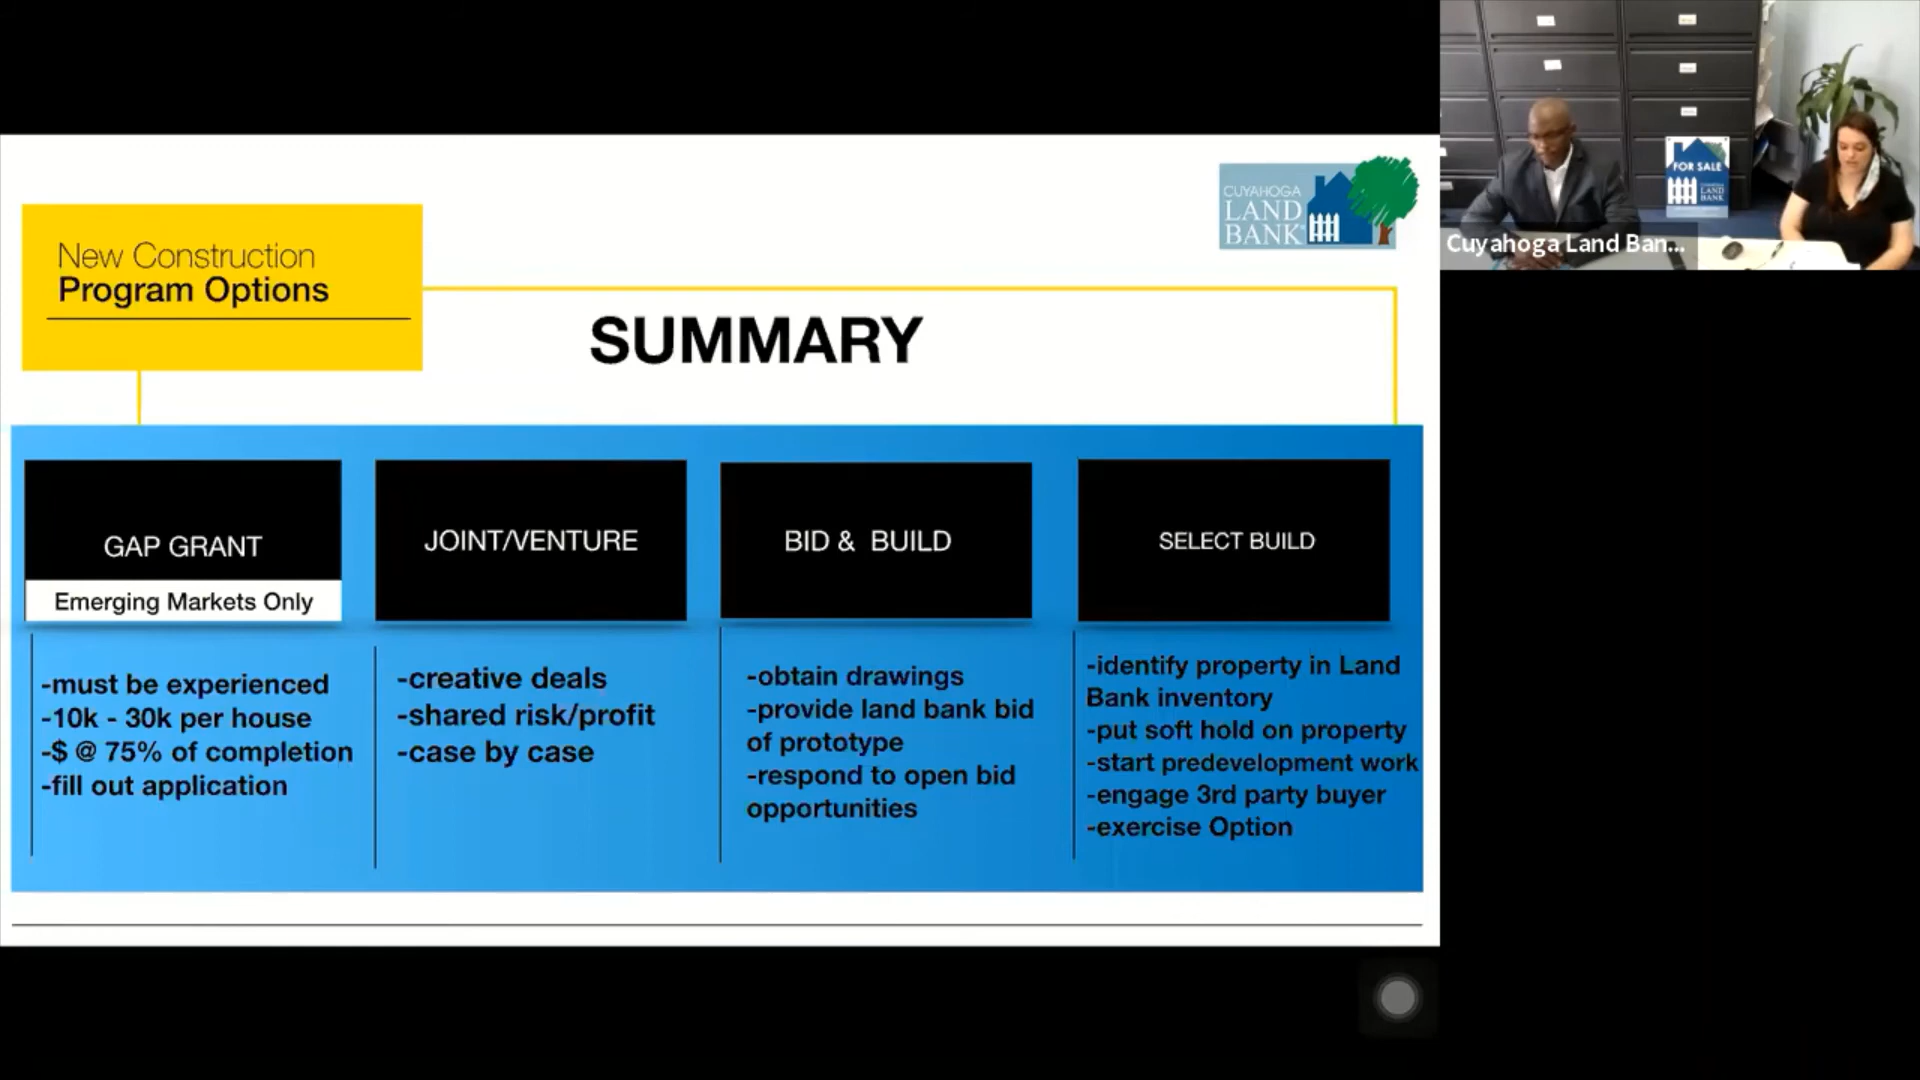 CUYAHOGA
LAND
BANK
New Construction
Program Options
SUMMARY
GAP GRANT
Emerging Markets Only
-must be experienced
-10k - 30k per house
-$ @ 75% of completion
-fill out application
JOINT/VENTURE
-creative deals
-shared risk/profit
-case by case
BID & BUILD
-obtain drawings
-provide land bank bid
of prototype
-respond to open bid
opportunities
SELECT BUILD
-identify property in Land
Bank inventory
-put soft hold on property
-start predevelopment work
-engage 3rd party buyer
-exercise Option
FOR SALE
LAND
BANK
Cuyahoga Land Ban...